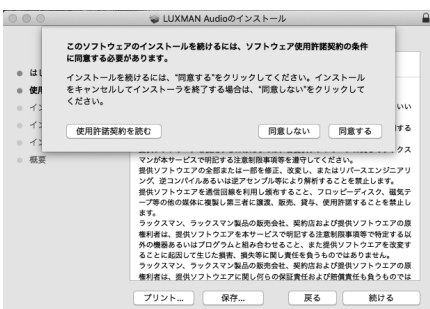 LUXMAN Audioのインストール
このソフトウェアのインストールを続けるには、ソフトウェア使用許諾契約の条件
に同意する必要があります。
インストールを続けるには、"同意する"をクリックしてください。インストール
をキャンセルしてインストーラを終了する場合は、"同意しない"をクリックして
ください。
使用許諾契約を読む
同意しない
同意する
概要
マンが本サービスで明記する注意制限事項等を遵守してください。
提供ソフトウエアの全部または一部を修正、改変し、またはリバースエンジニアリ
ング、逆コンパイルあるいは逆アセンブル等により解析することを禁止します。
提供ソフトウエアを通信回線を利用し頒布すること、フロッピーディスク、磁気テ
ープ等の他の媒体に複製し第三者に譲渡、販売、貸与、使用許諾することを禁止し
ます。
ラックスマン、ラックスマン製品の販売会社、契約店および提供ソフトウエアの原
権利者は、提供ソフトウエアを本サービスで明記する注意制限事項等で特定する以
外の機器あるいはプログラムと組み合わせること、また提供ソフトウエアを改変す
ることに起因して生じた損害、損失等に関し責任を負うものではありません。
ラックスマン、ラックスマン製品の販売会社、契約店および提供ソフトウエアの原
権利者は、提供ソフトウエアに関し何らの保証責任および賠償責任も負うものでは
プリント...
保存...
戻る
続ける